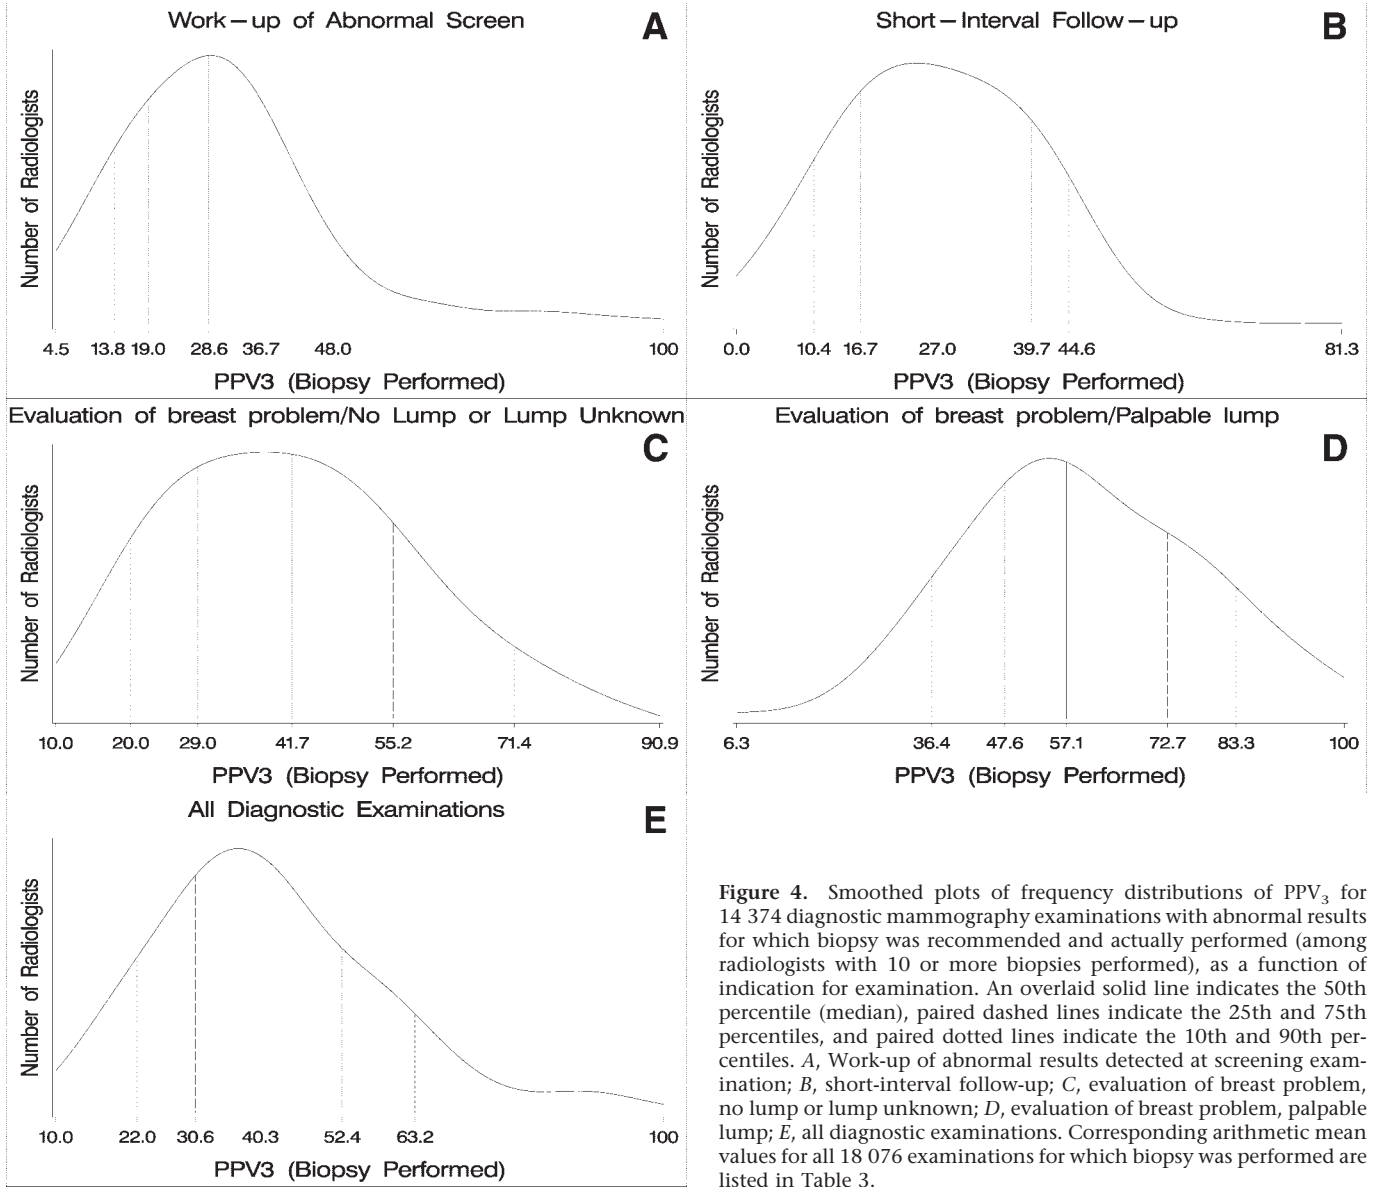 Work-up of Abnormal Screen
A
Number of Radiologists
4.5 13.8 19.0 28.6 36.7 48.0 100
PPV3 (Biopsy Performed)
Short-Interval Follow-up
B
Number of Radiologists
0.0 10.4 16.7 27.0 39.7 44.6 81.3
PPV3 (Biopsy Performed)
Evaluation of breast problem/No Lump or Lump Unknown
C
Number of Radiologists
10.0 20.0 29.0 41.7 55.2 71.4 90.9
PPV3 (Biopsy Performed)
Evaluation of breast problem/Palpable lump
D
Number of Radiologists
6.3 36.4 47.6 57.1 72.7 83.3 100
PPV3 (Biopsy Performed)
All Diagnostic Examinations
E
Number of Radiologists
10.0 22.0 30.6 40.3 52.4 63.2 100
PPV3 (Biopsy Performed)
Figure 4. Smoothed plots of frequency distributions of PPV₃ for
14 374 diagnostic mammography examinations with abnormal results
for which biopsy was recommended and actually performed (among
radiologists with 10 or more biopsies performed), as a function of
indication for examination. An overlaid solid line indicates the 50th
percentile (median), paired dashed lines indicate the 25th and 75th
percentiles, and paired dotted lines indicate the 10th and 90th per-
centiles. A, Work-up of abnormal results detected at screening exam-
ination; B, short-interval follow-up; C, evaluation of breast problem,
no lump or lump unknown; D, evaluation of breast problem, palpable
lump; E, all diagnostic examinations. Corresponding arithmetic mean
values for all 18 076 examinations for which biopsy was performed are
listed in Table 3.